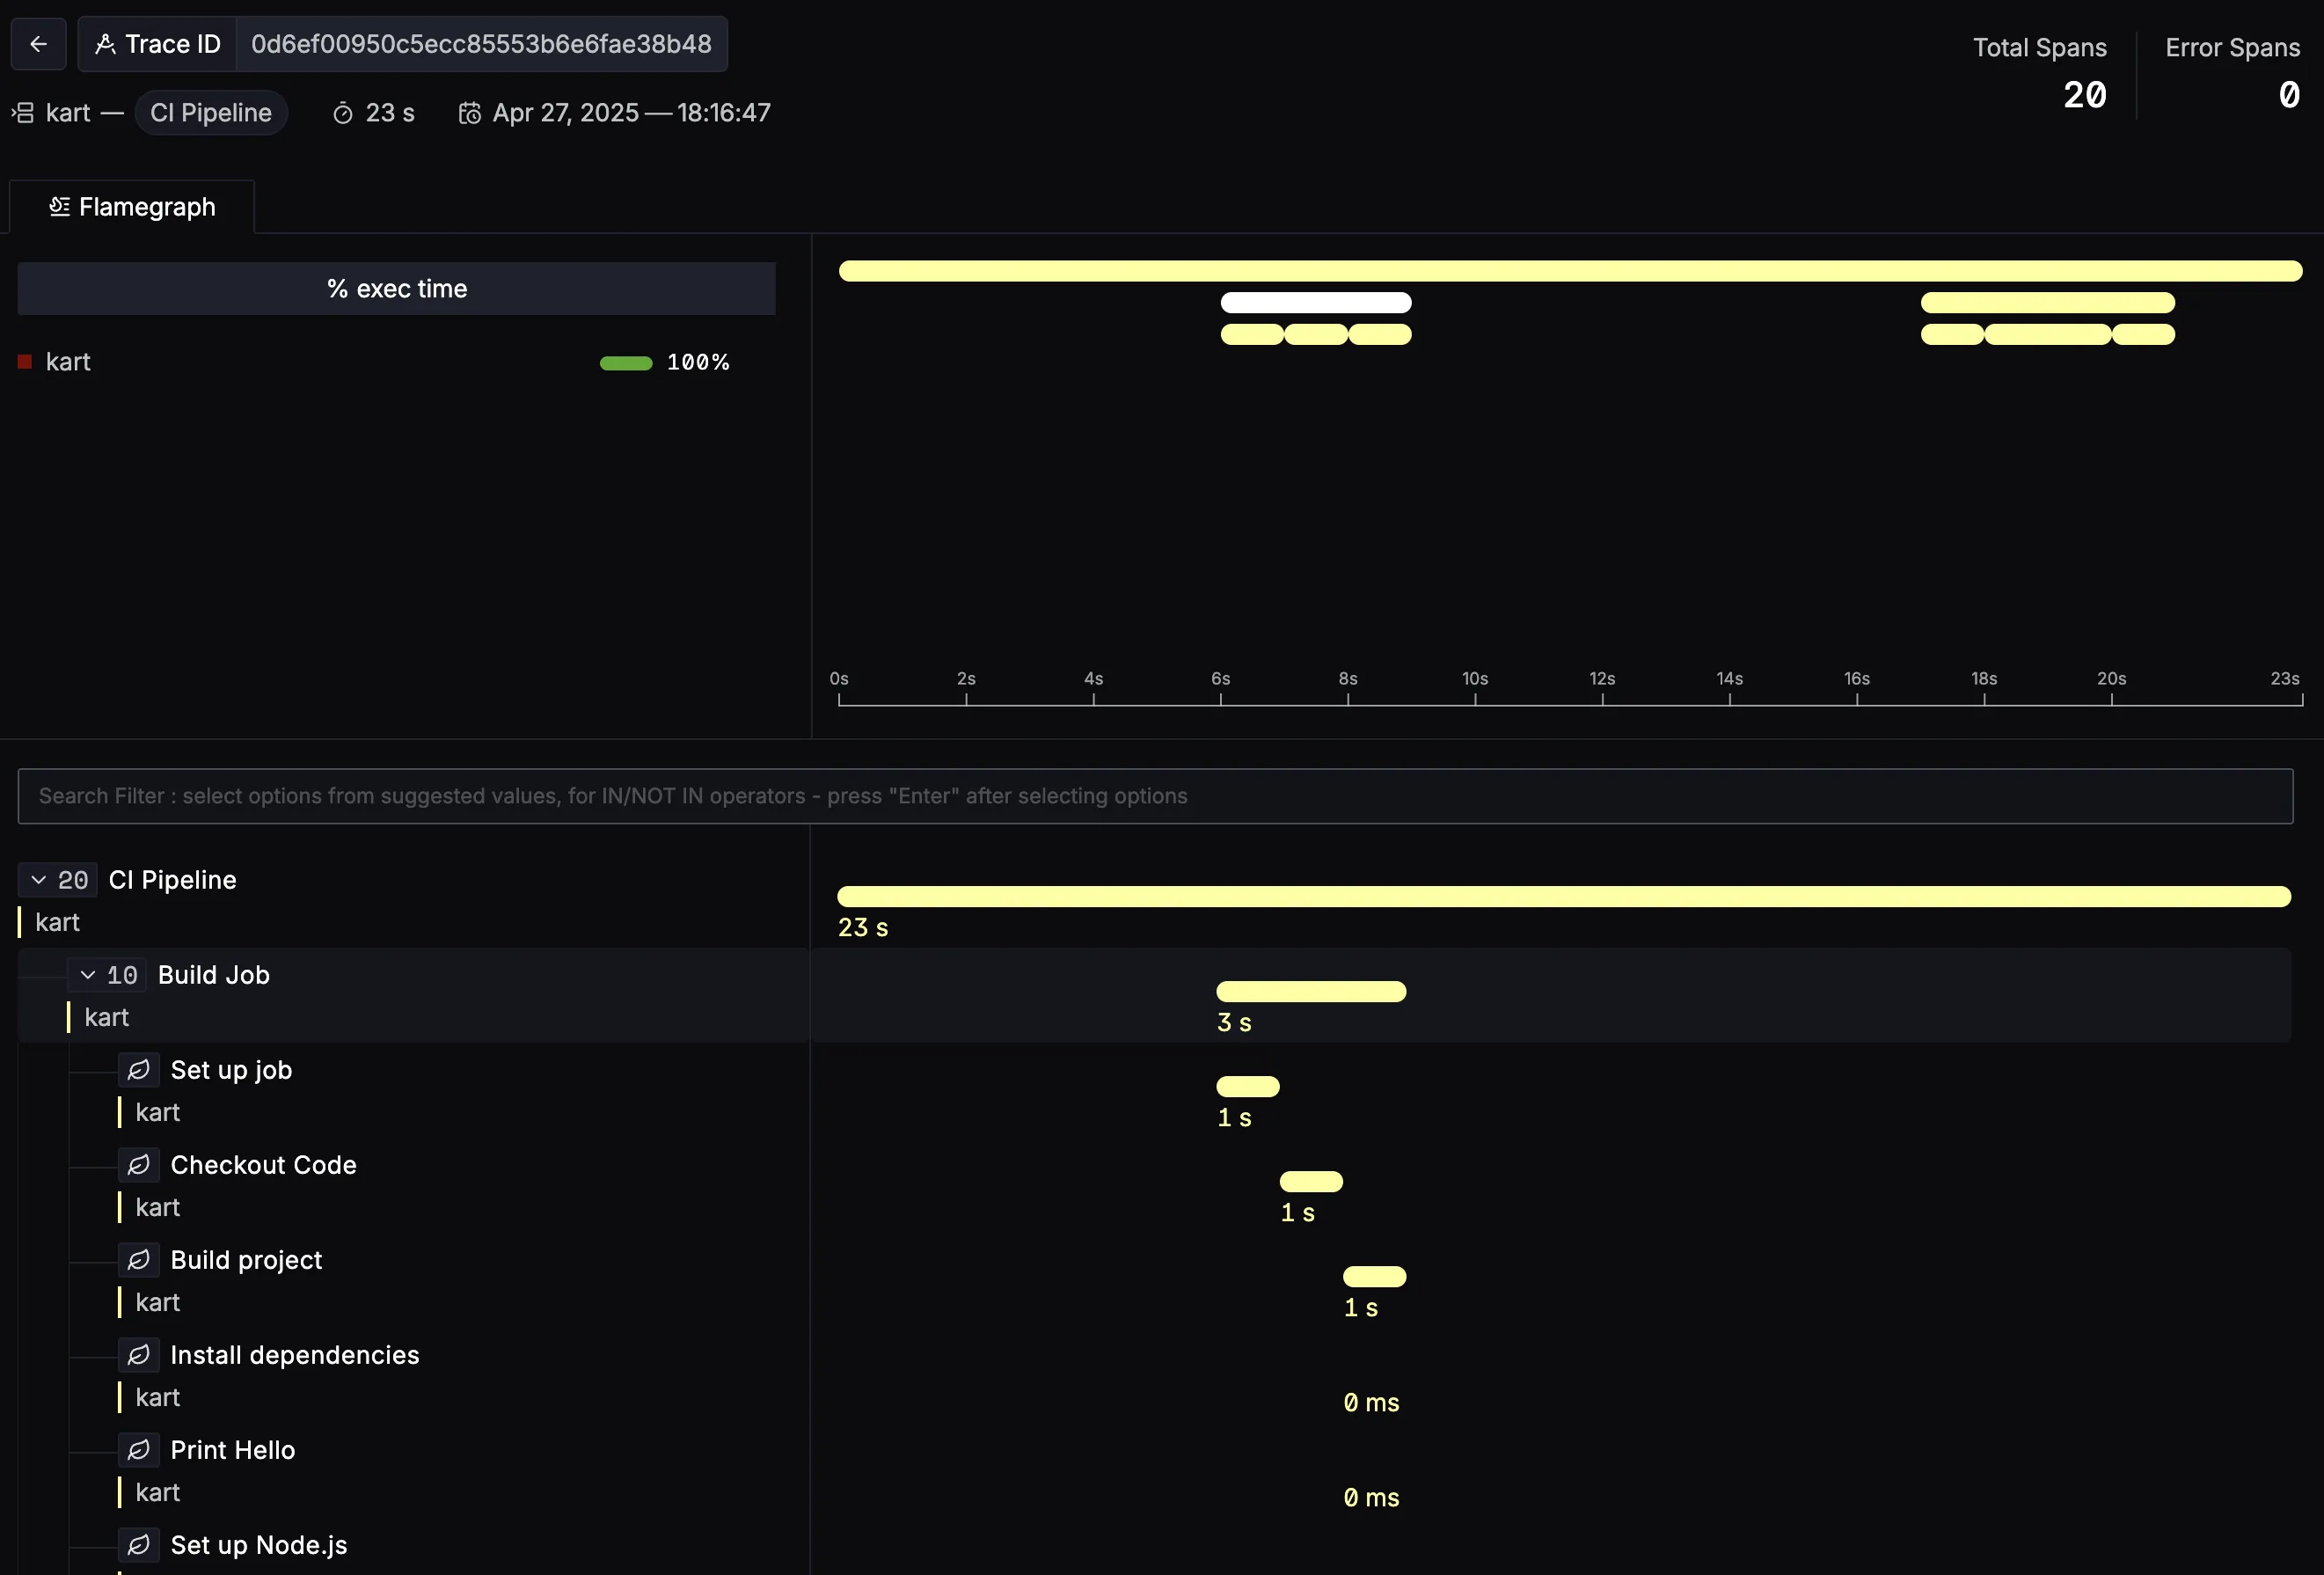 Trace ID 0d6ef00950c5ecc85553b6e6fae38b48
Total Spans Error Spans
20 0
kart — CI Pipeline 23 s Apr 27, 2025 — 18:16:47
Flamegraph
% exec time
kart 100%
0s 2s 4s 6s 8s 10s 12s 14s 16s 18s 20s 23s
Search Filter : select options from suggested values, for IN/NOT IN operators - press "Enter" after selecting options
20 CI Pipeline
kart
23 s
10 Build Job
kart
3 s
Set up job
kart
1 s
Checkout Code
kart
1 s
Build project
kart
1 s
Install dependencies
kart
0 ms
Print Hello
kart
0 ms
Set up Node.js